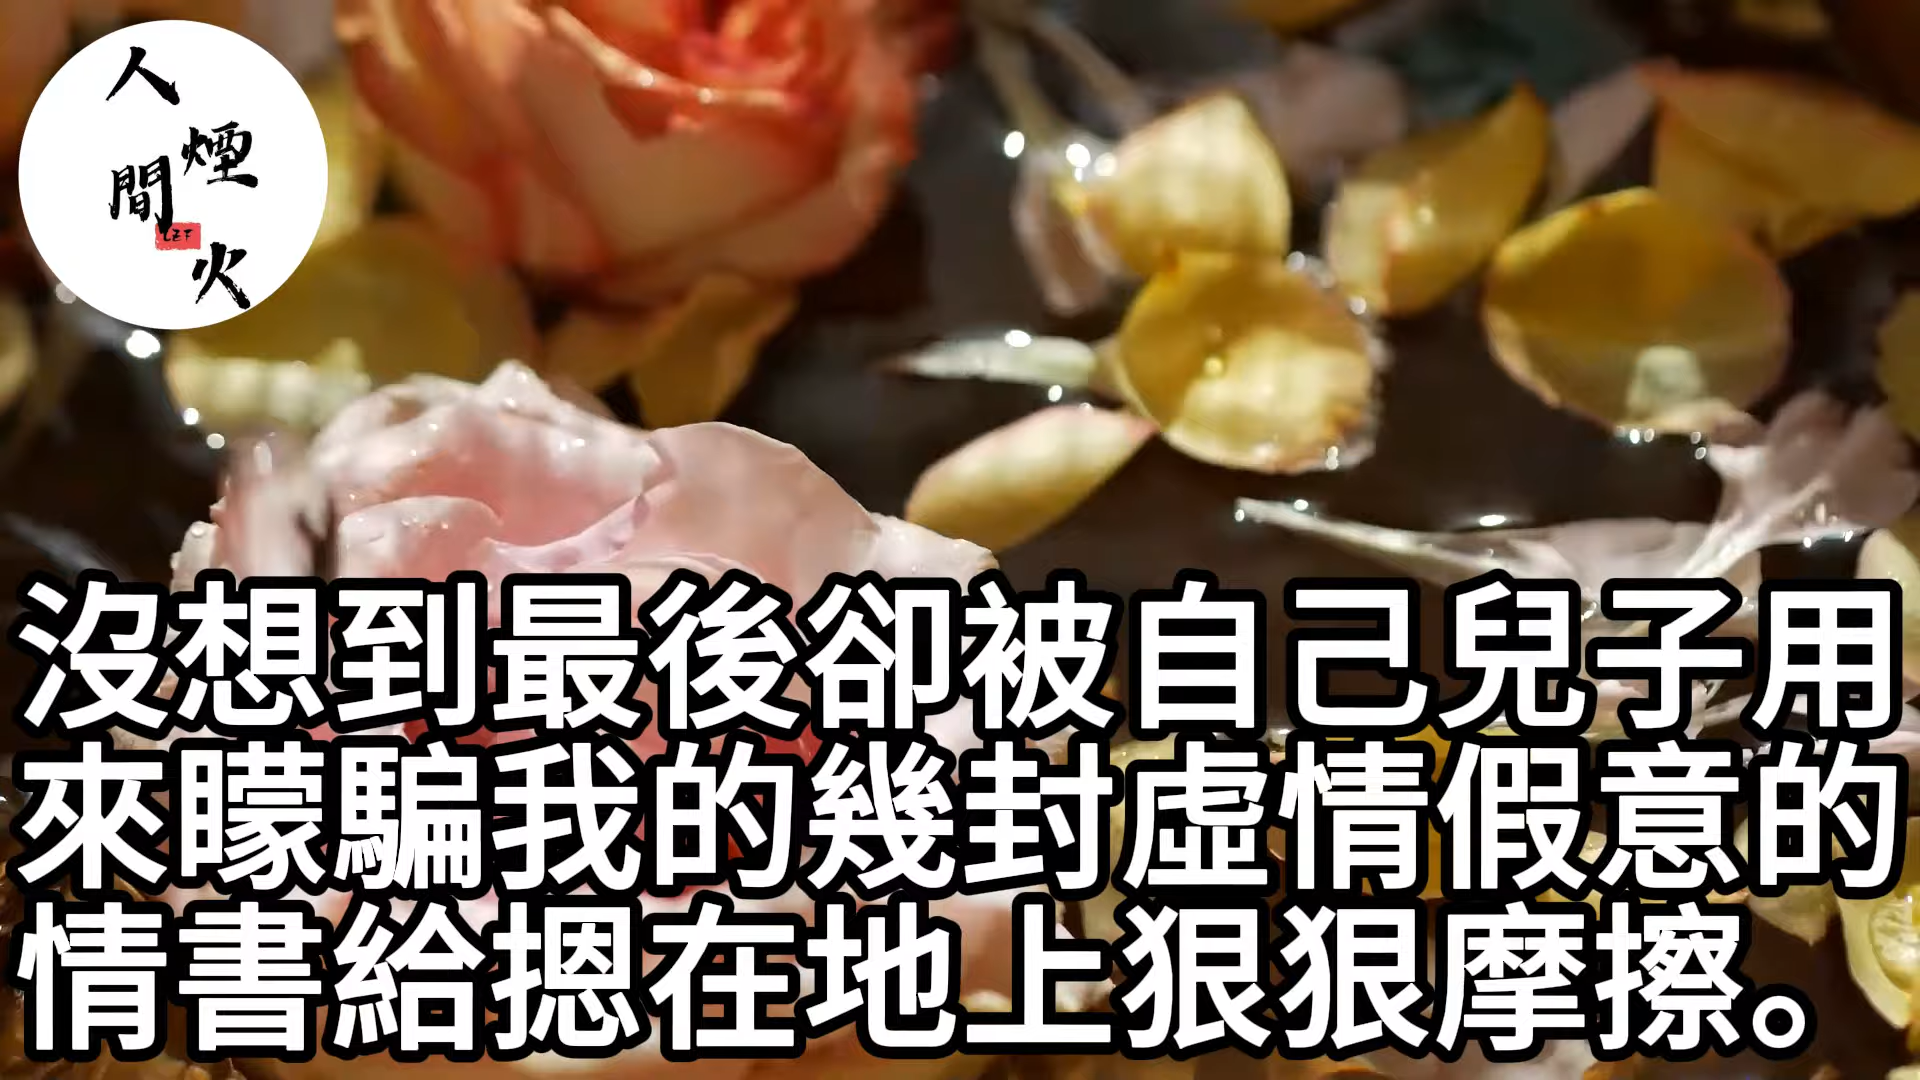 人間煙火
LZF
沒想到最後卻被自己兒子用
來矇騙我的幾封虛情假意的
情書給摁在地上狠狠摩擦。